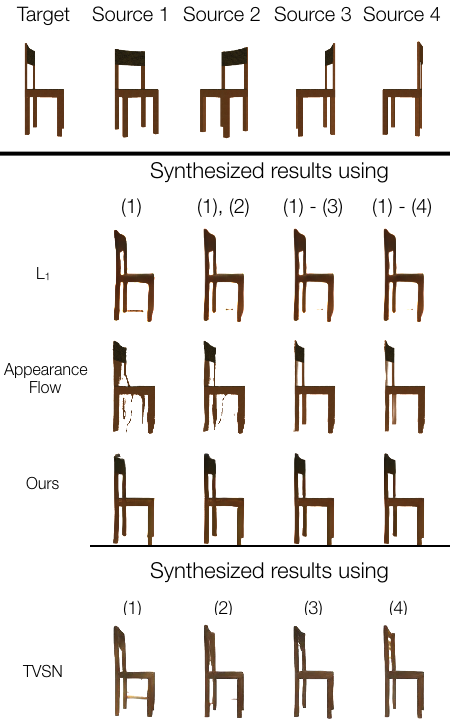 Target Source 1 Source 2 Source 3 Source 4
Synthesized results using
(1) (1), (2) (1) - (3) (1) - (4)
L₁
Appearance
Flow
Ours
Synthesized results using
(1) (2) (3) (4)
TVSN